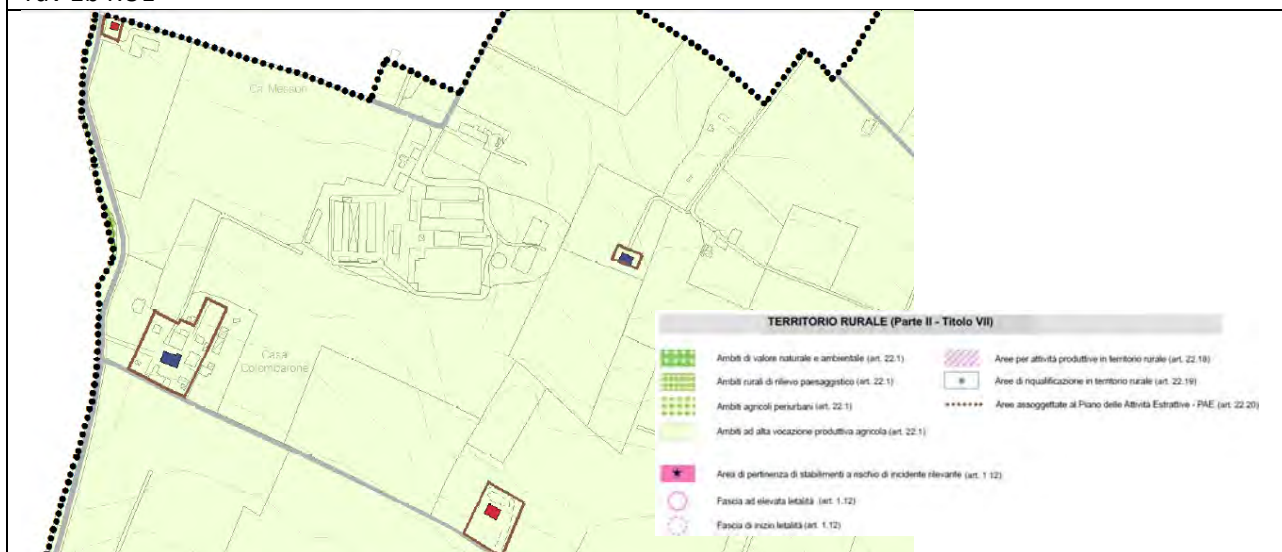 Ca' Messori
Casa
Colombarone
TERRITORIO RURALE (Parte II - Titolo VII)
Ambiti di valore naturale e ambientale (art. 22.1)
Ambiti rurali di rilievo paesaggistico (art. 22.1)
Ambiti agricoli periurbani (art. 22.1)
Ambiti ad alta vocazione produttiva agricola (art. 22.1)
Aree per attività produttive in territorio rurale (art. 22.18)
Aree di riqualificazione in territorio rurale (art. 22.19)
Aree assoggettate al Piano delle Attività Estrattive - PAE (art. 22.20)
Area di pertinenza di stabilimenti a rischio di incidente rilevante (art. 1.12)
Fascia ad elevata letalità (art. 1.12)
Fascia di inizio letalità (art. 1.12)